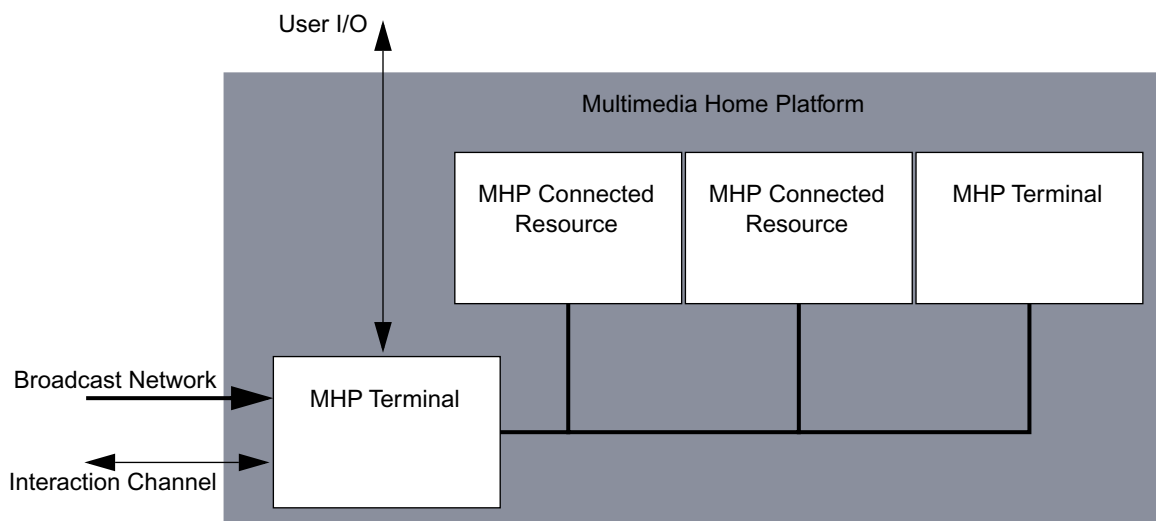 User I/O
Multimedia Home Platform
MHP Connected
Resource
MHP Connected
Resource
MHP Terminal
Broadcast Network
MHP Terminal
Interaction Channel